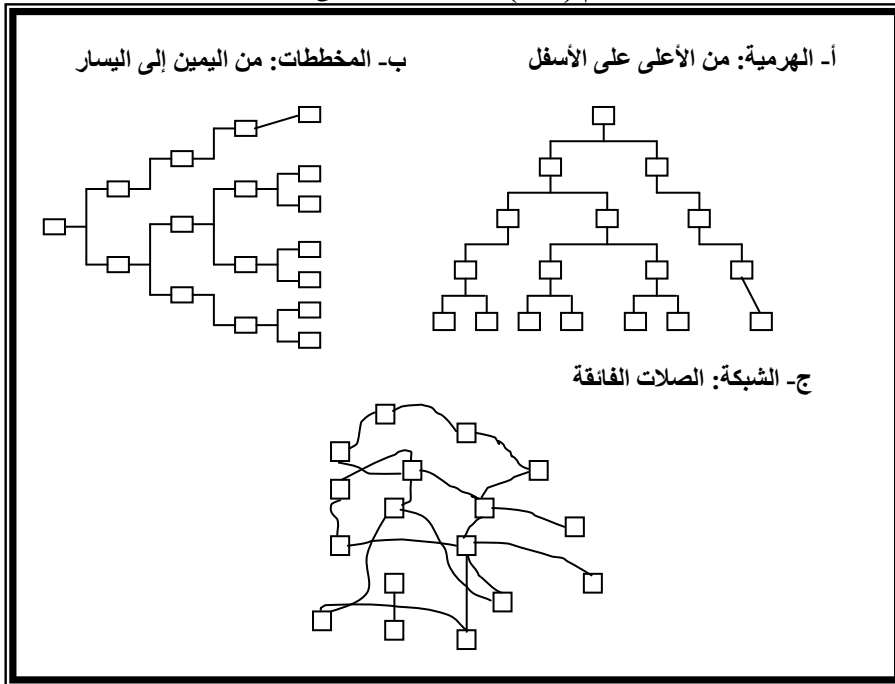 أ- الهرمية: من الأعلى على الأسفل
ب- المخططات: من اليمين إلى اليسار
ج- الشبكة: الصلات الفائقة